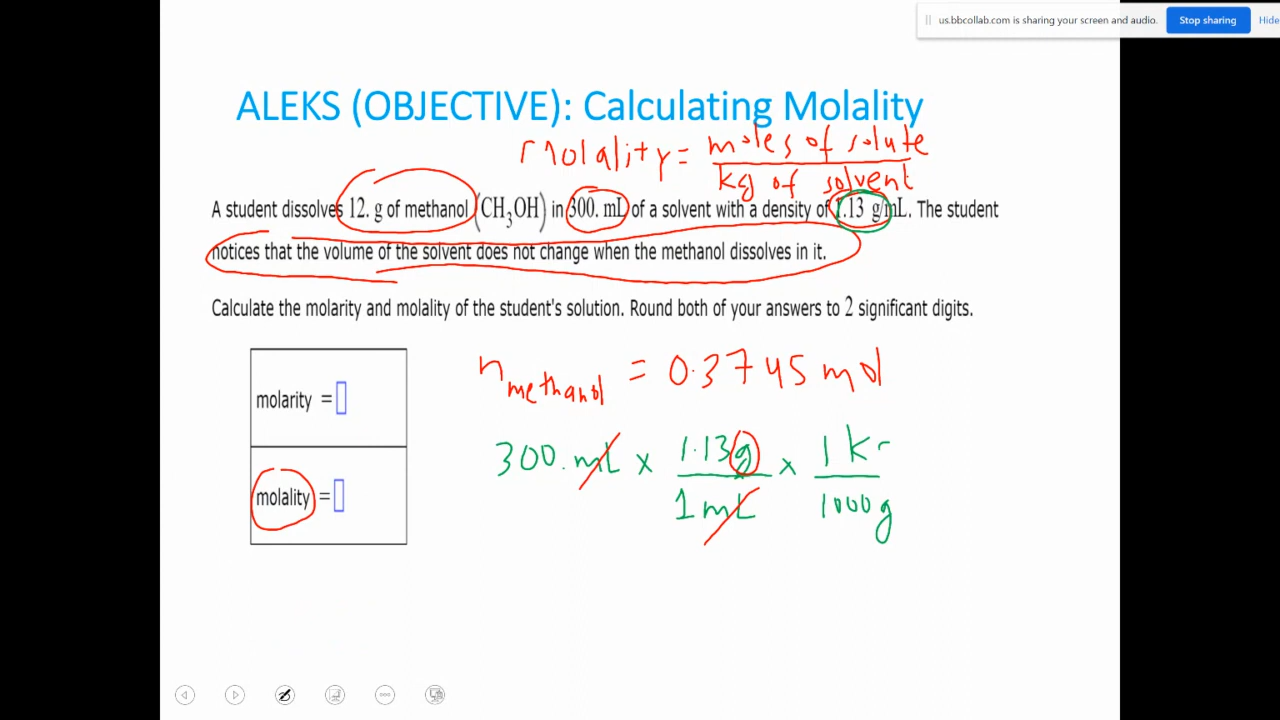 us.bbcollab.com is sharing your screen and audio. Stop sharing Hide
ALEKS (OBJECTIVE): Calculating Molality
molality = moles of solute
kg of solvent
A student dissolves 12. g of methanol (CH₃OH) in 300. mL of a solvent with a density of 1.13 g/mL. The student
notices that the volume of the solvent does not change when the methanol dissolves in it.
Calculate the molarity and molality of the student's solution. Round both of your answers to 2 significant digits.
n methanol = 0.3745 mol
molarity =
300. mL × 1.13 g × 1 k
1 mL 1000 g
molality =